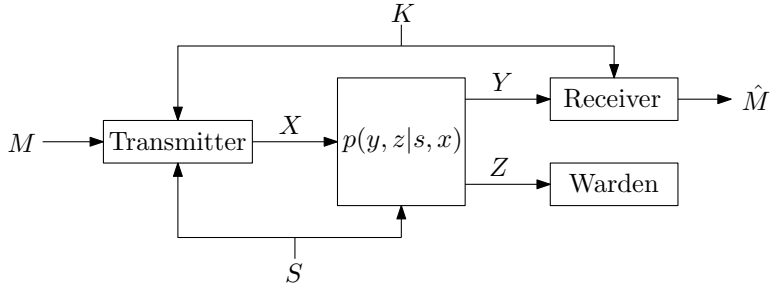 K
M
Transmitter
X
p(y, z|s, x)
Y
Receiver
M̂
Z
Warden
S